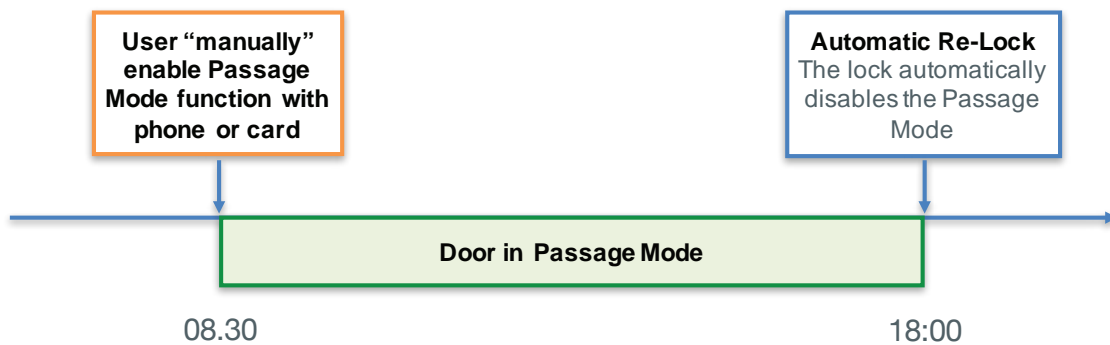 User “manually”
enable Passage
Mode function with
phone or card
Automatic Re-Lock
The lock automatically
disables the Passage
Mode
Door in Passage Mode
08.30
18:00